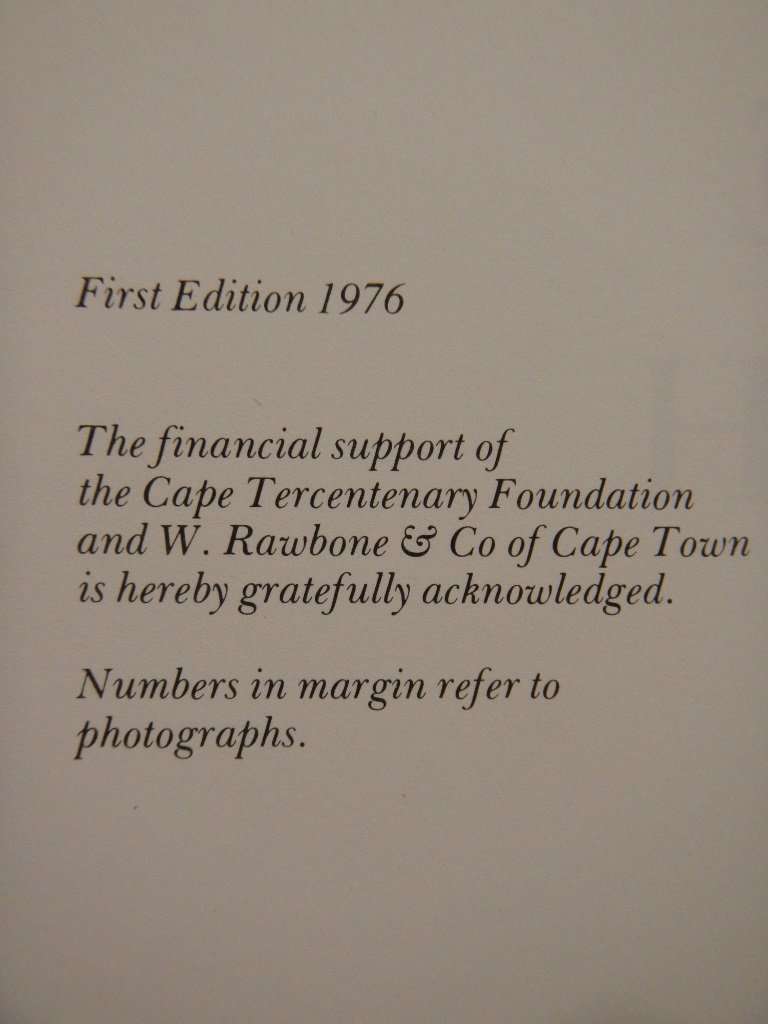 First Edition 1976
The financial support of
the Cape Tercentenary Foundation
and W. Rawbone & Co of Cape Town
is hereby gratefully acknowledged.
Numbers in margin refer to
photographs.